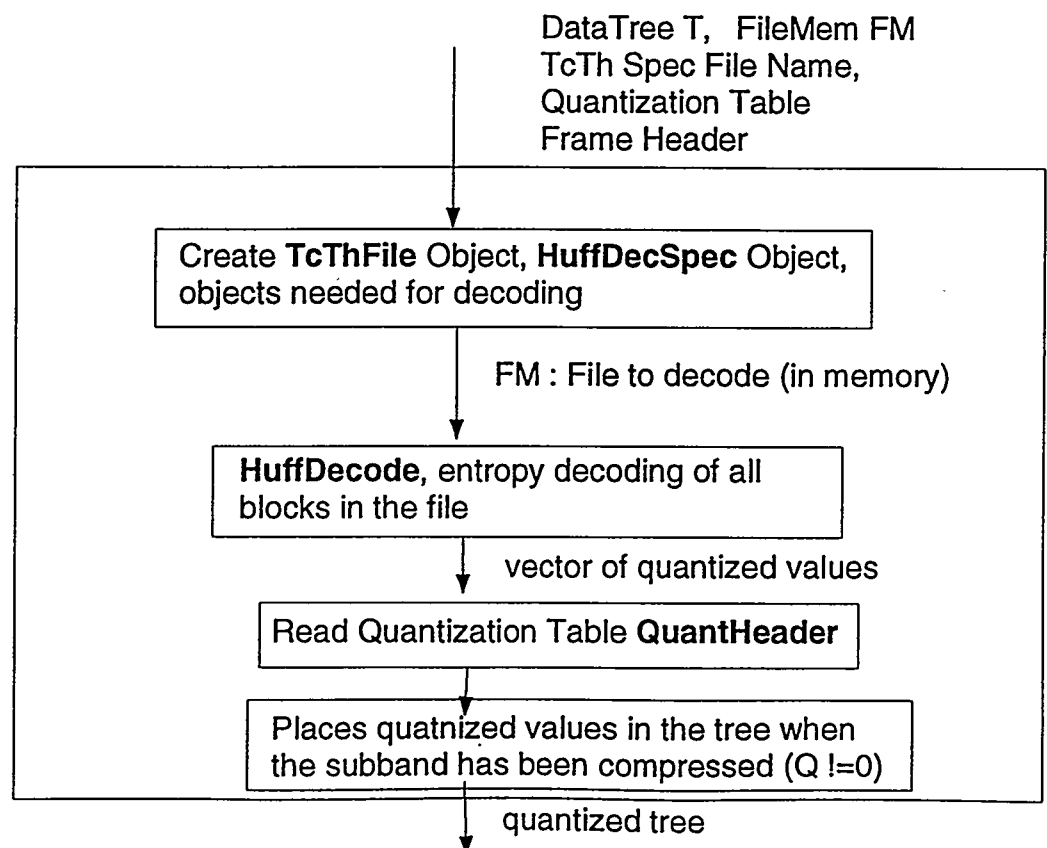 DataTree T, FileMem FM
TcTh Spec File Name,
Quantization Table
Frame Header
Create TcThFile Object, HuffDecSpec Object,
objects needed for decoding
FM : File to decode (in memory)
HuffDecode, entropy decoding of all
blocks in the file
vector of quantized values
Read Quantization Table QuantHeader
Places quatnized values in the tree when
the subband has been compressed (Q !=0)
quantized tree